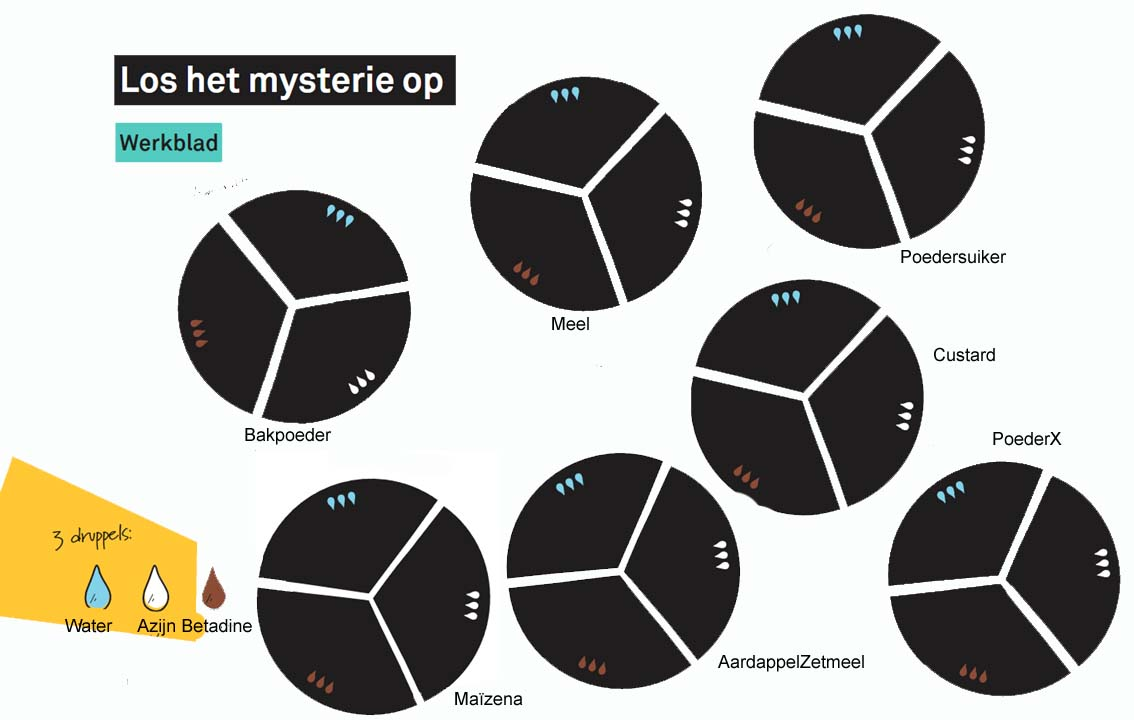 Los het mysterie op
Werkblad
Poedersuiker
Meel
Custard
Bakpoeder
PoederX
3 druppels:
Water Azijn Betadine
AardappelZetmeel
Maïzena